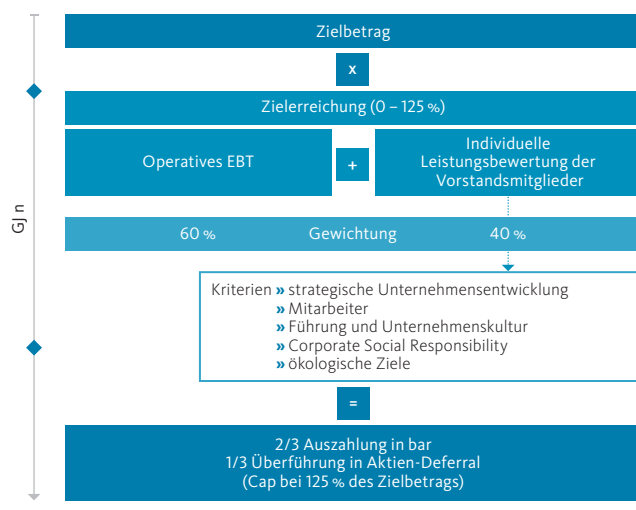 Zielbetrag
x
Zielerreichung (0 – 125 %)
Operatives EBT
+
Individuelle
Leistungsbewertung der
Vorstandsmitglieder
GJ n
60 % Gewichtung 40 %
Kriterien » strategische Unternehmensentwicklung
» Mitarbeiter
» Führung und Unternehmenskultur
» Corporate Social Responsibility
» ökologische Ziele
=
2/3 Auszahlung in bar
1/3 Überführung in Aktien-Deferral
(Cap bei 125 % des Zielbetrags)